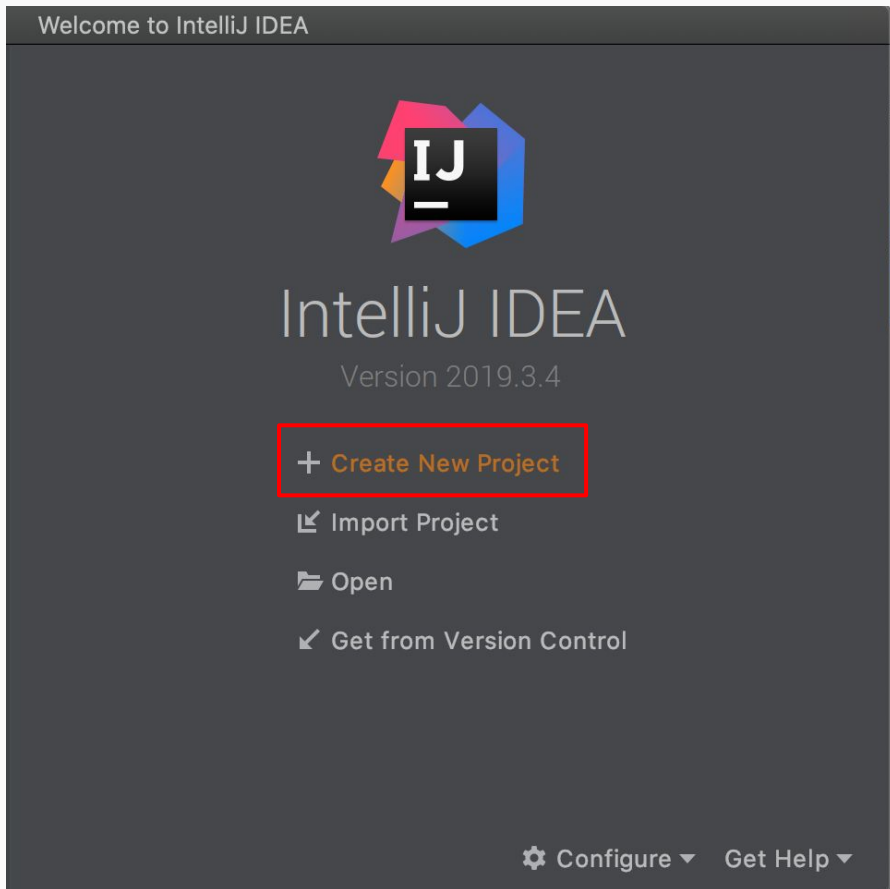 Welcome to IntelliJ IDEA
IJ
IntelliJ IDEA
Version 2019.3.4
Create New Project
Import Project
Open
Get from Version Control
Configure Get Help